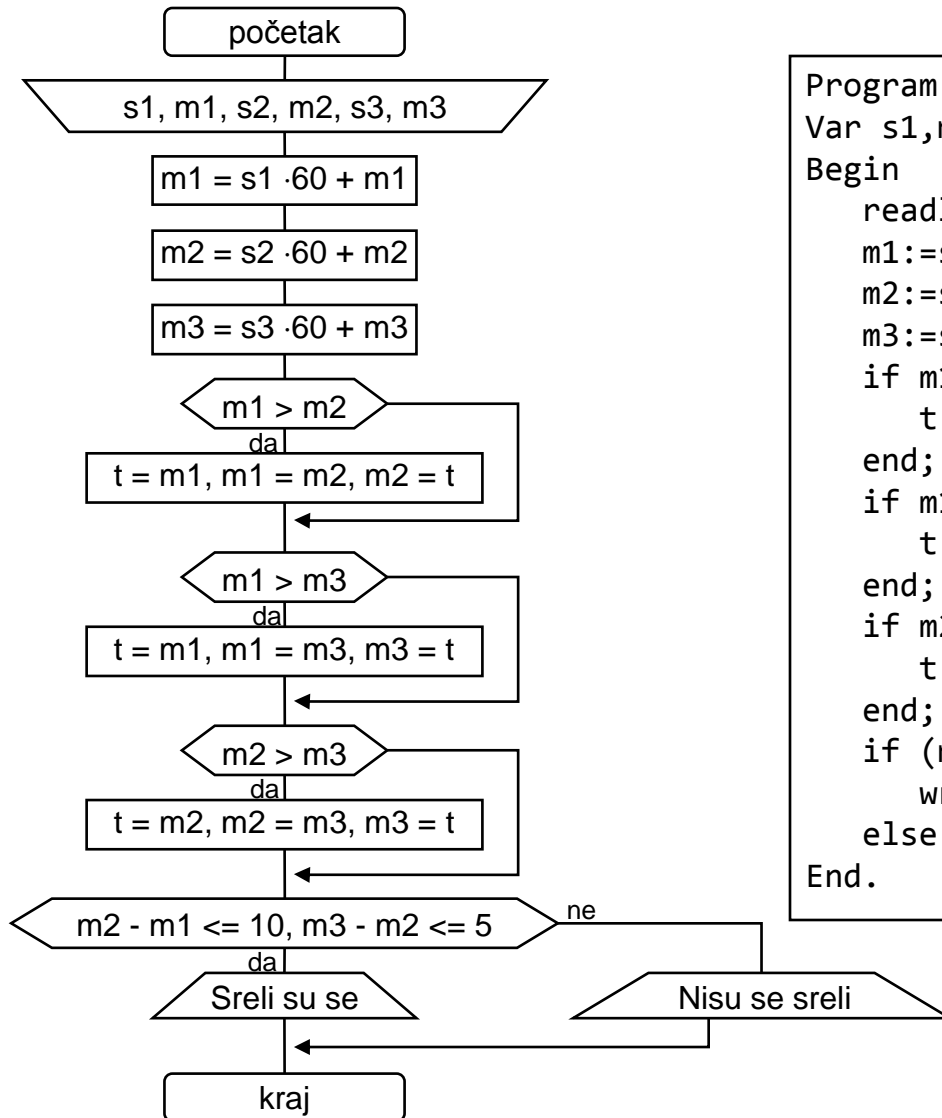 početak
s1, m1, s2, m2, s3, m3
m1 = s1 ·60 + m1
m2 = s2 ·60 + m2
m3 = s3 ·60 + m3
m1 > m2
da
t = m1, m1 = m2, m2 = t
m1 > m3
da
t = m1, m1 = m3, m3 = t
m2 > m3
da
t = m2, m2 = m3, m3 = t
m2 - m1 <= 10, m3 - m2 <= 5
ne
da
Sreli su se
Nisu se sreli
kraj
Program
Var s1,
Begin
m1:=
m2:=
m3:=
if
t
end;
if
t
end;
if
t
end;
if
else
End.